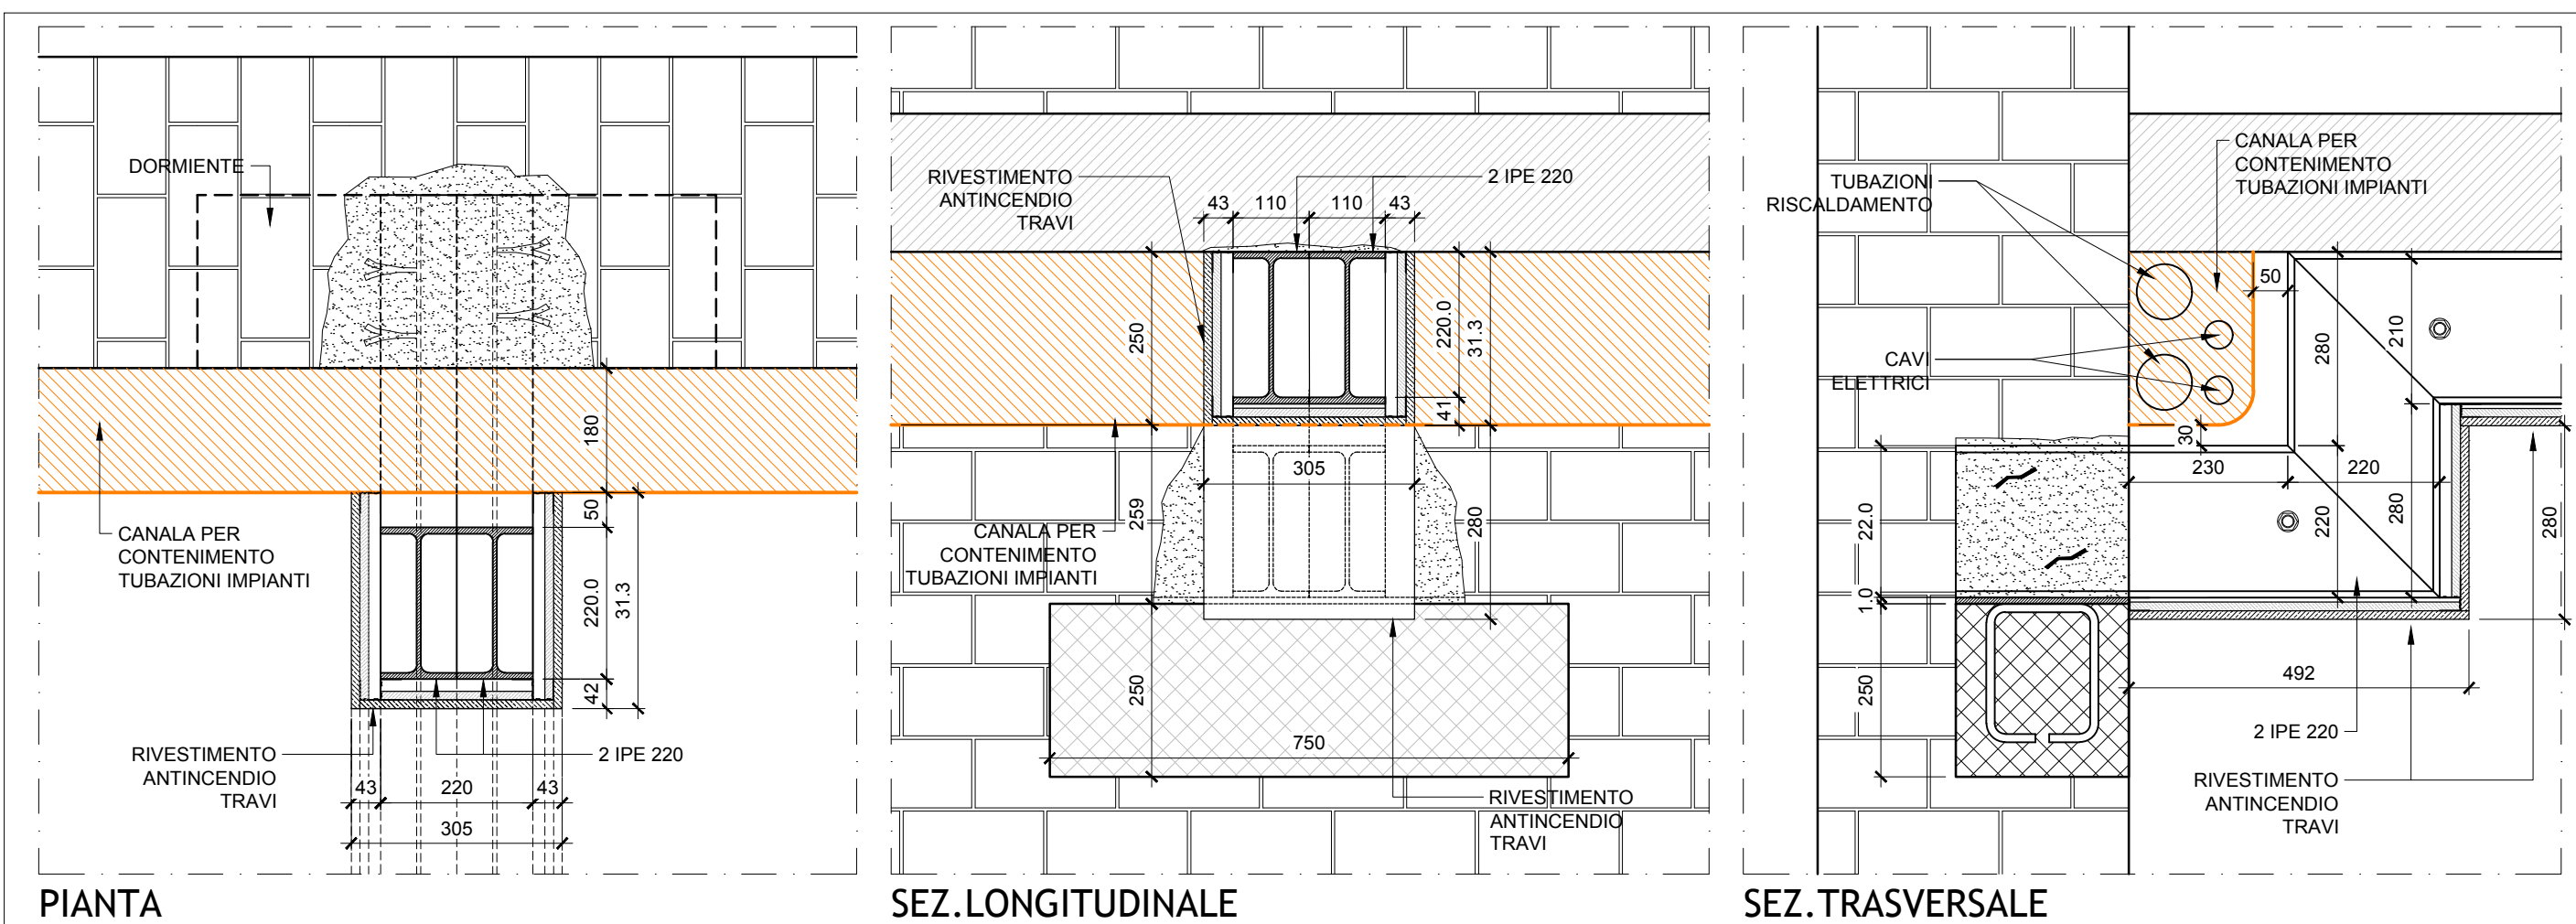 DORMIENTE
180
50
220.0
31.3
42
CANALA PER
CONTENIMENTO
TUBAZIONI IMPIANTI
RIVESTIMENTO
ANTINCENDIO
TRAVI
2 IPE 220
43
220
43
305
PIANTA
RIVESTIMENTO
ANTINCENDIO
TRAVI
2 IPE 220
43
110
110
43
250
220.0
31.3
41
305
259
280
CANALA PER
CONTENIMENTO
TUBAZIONI IMPIANTI
250
750
RIVESTIMENTO
ANTINCENDIO
TRAVI
SEZ.LONGITUDINALE
CANALA PER
CONTENIMENTO
TUBAZIONI IMPIANTI
TUBAZIONI
RISCALDAMENTO
50
280
210
CAVI
ELETTRICI
30
230
220
22.0
220
280
280
1.0
250
492
2 IPE 220
RIVESTIMENTO
ANTINCENDIO
TRAVI
SEZ.TRASVERSALE